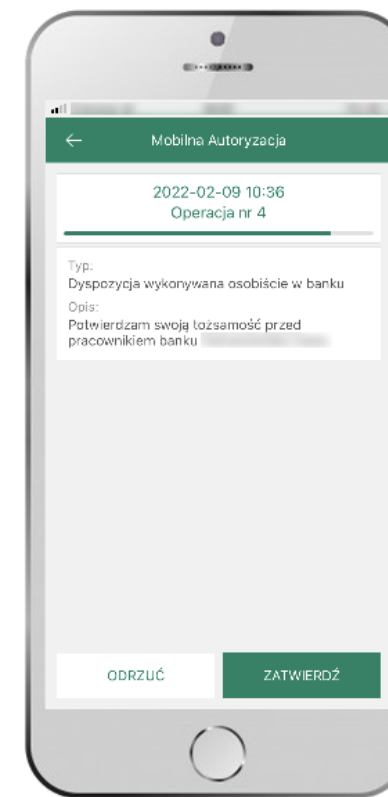 Mobilna Autoryzacja
2022-02-09 10:36
Operacja nr 4
Typ:
Dyspozycja wykonywana osobiście w banku
Opis:
Potwierdzam swoją tożsamość przed
pracownikiem banku
ODRZUĆ
ZATWIERDŹ